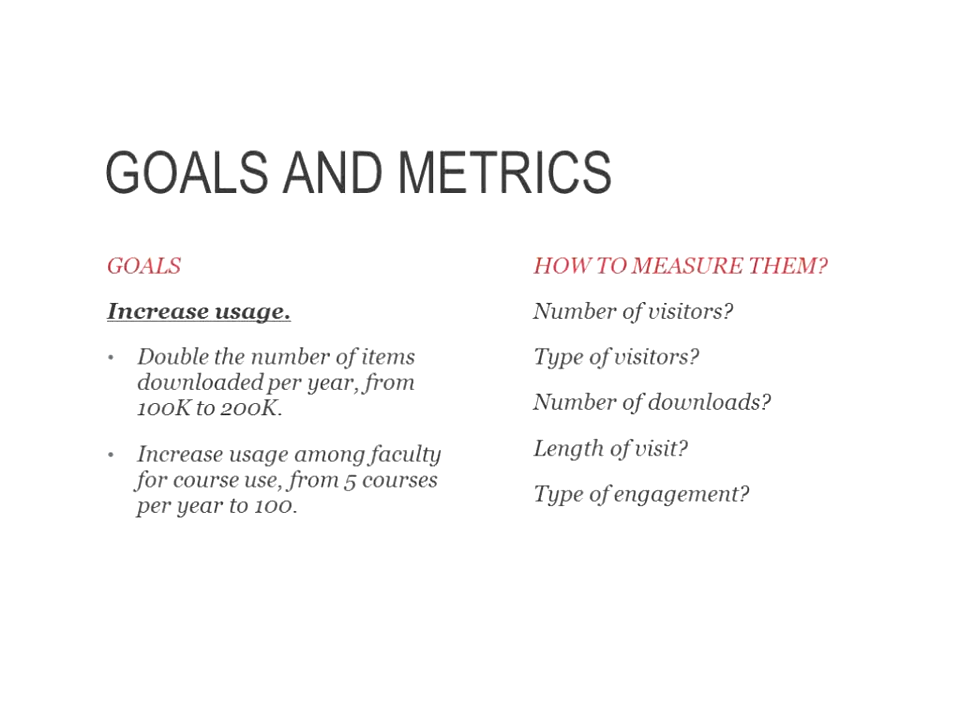 GOALS AND METRICS
GOALS
Increase usage.
• Double the number of items
downloaded per year, from
100K to 200K.
• Increase usage among faculty
for course use, from 5 courses
per year to 100.
HOW TO MEASURE THEM?
Number of visitors?
Type of visitors?
Number of downloads?
Length of visit?
Type of engagement?